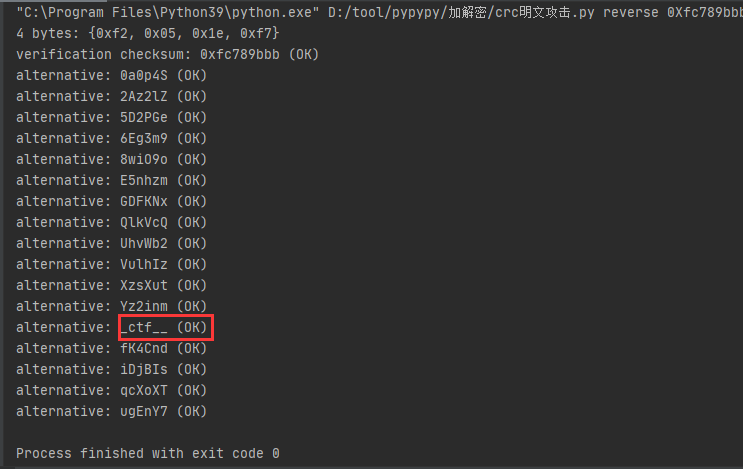 "C:\Program Files\Python39\python.exe" D:/tool/pypypy/加解密/crc明文攻击.py reverse 0Xfc789bbb
4 bytes: {0xf2, 0x05, 0x1e, 0xf7}
verification checksum: 0xfc789bbb (OK)
alternative: 0a0p4S (OK)
alternative: 2Az2lZ (OK)
alternative: 5D2PGe (OK)
alternative: 6Eg3m9 (OK)
alternative: 8wiO9o (OK)
alternative: E5nhzm (OK)
alternative: GDFKNx (OK)
alternative: QlkVcQ (OK)
alternative: UhvWb2 (OK)
alternative: VulhIz (OK)
alternative: XzsXut (OK)
alternative: Yz2inm (OK)
alternative: _ctf__ (OK)
alternative: fK4Cnd (OK)
alternative: iDjBIs (OK)
alternative: qcXoXT (OK)
alternative: ugEnY7 (OK)
Process finished with exit code 0